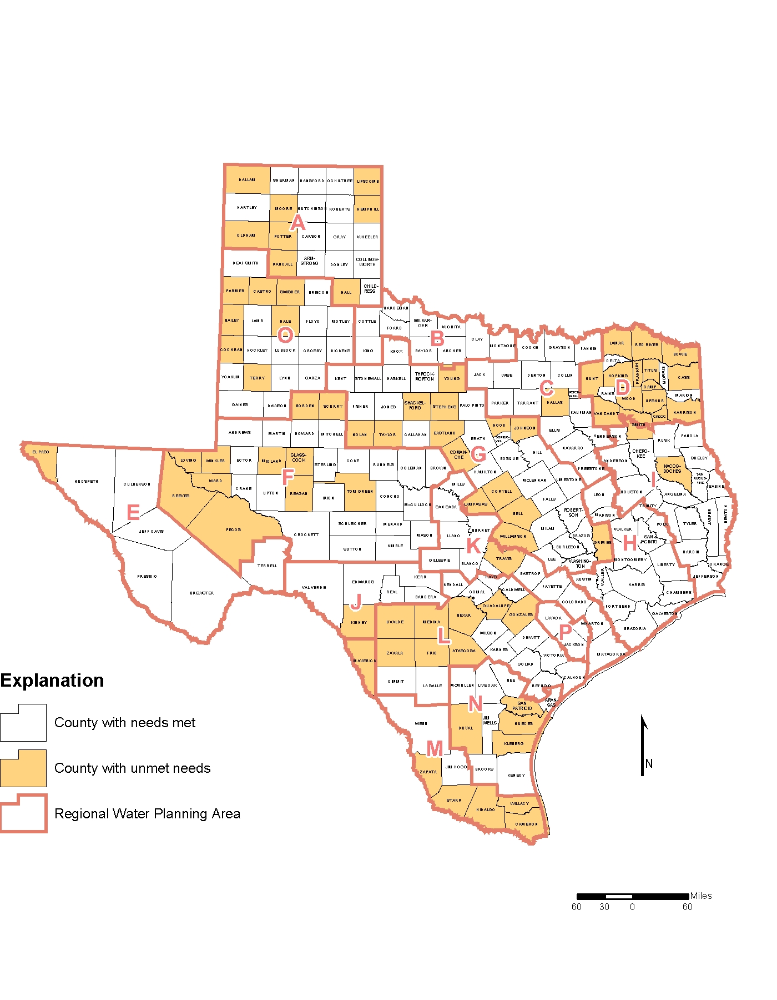 DALLAM
SHERMAN
HANSFORD
OCHILTREE
LIPSCOMB
HARTLEY
MOORE
HUTCHINSON
ROBERTS
HEMPHILL
A
OLDHAM
POTTER
CARSON
GRAY
WHEELER
DEAF SMITH
RANDALL
ARM-
STRONG
DONLEY
COLLINGS-
WORTH
PARMER
CASTRO
SWISHER
BRISCOE
HALL
CHILD-
RESS
BAILEY
LAMB
HALE
FLOYD
MOTLEY
COTTLE
HARDEMAN
FOARD
WILBAR-
GER
WICHITA
O
B
CLAY
MONTAGUE
COOKE
GRAYSON
FANNIN
LAMAR
RED RIVER
BOWIE
COCHRAN
HOCKLEY
LUBBOCK
CROSBY
DICKENS
KING
KNOX
BAYLOR
ARCHER
DELTA
YOAKUM
TERRY
LYNN
GARZA
KENT
STONEWALL
HASKELL
THROCK-
MORTON
YOUNG
JACK
WISE
DENTON
COLLIN
C
HUNT
HOPKINS
FRANKLIN
TITUS
MORRIS
CASS
D
CAMP
RAINS
WOOD
UPSHUR
MARION
GAINES
DAWSON
BORDEN
SCURRY
FISHER
JONES
SHACKEL-
FORD
STEPHENS
PALO PINTO
PARKER
TARRANT
DALLAS
ROCK-
WALL
KAUFMAN
VAN ZANDT
GREGG
HARRISON
SMITH
ANDREWS
MARTIN
HOWARD
MITCHELL
NOLAN
TAYLOR
CALLAHAN
EASTLAND
ERATH
HOOD
SOMER-
VEL
JOHNSON
ELLIS
HENDERSON
RUSK
PANOLA
EL PASO
HUDSPETH
CULBERSON
LOVING
WINKLER
ECTOR
MIDLAND
GLASS-
COCK
STERLING
COKE
RUNNELS
COLEMAN
BROWN
COMAN-
CHE
G
BOSQUE
HILL
NAVARRO
ANDERSON
CHERO-
KEE
NACOG-
DOCHES
SHELBY
F
E
I
REEVES
WARD
CRANE
UPTON
REAGAN
IRION
TOM GREEN
CONCHO
McCULLOCH
SAN SABA
MILLS
HAMILTON
LAMPASAS
CORYELL
McLENNAN
LIMESTONE
FREESTONE
LEON
HOUSTON
ANGELINA
SAN
AUGUS-
TINE
SABINE
JEFF DAVIS
PECOS
CROCKETT
SCHLEICHER
MENARD
MASON
LLANO
BURNET
BELL
FALLS
ROBERT-
SON
MADISON
TRINITY
POLK
TYLER
JASPER
NEWTON
K
H
SUTTON
KIMBLE
GILLESPIE
BLANCO
WILLIAMSON
MILAM
BRAZOS
BURLESON
GRIMES
WALKER
SAN
JACINTO
HARDIN
PRESIDIO
BREWSTER
TERRELL
VAL VERDE
EDWARDS
KERR
REAL
BANDERA
KENDALL
TRAVIS
HAYS
BASTROP
LEE
WASHING-
TON
MONTGOMERY
LIBERTY
ORANGE
JEFFERSON
J
KINNEY
UVALDE
MEDINA
BEXAR
COMAL
GUADALUPE
CALDWELL
FAYETTE
AUSTIN
WALLER
HARRIS
CHAMBERS
L
P
ZAVALA
FRIO
ATASCOSA
WILSON
GONZALES
LAVACA
COLORADO
FORT BEND
GALVESTON
MAVERICK
KARNES
DEWITT
JACKSON
WHARTON
BRAZORIA
MATAGORDA
DIMMIT
LA SALLE
McMULLEN
LIVE OAK
BEE
GOLIAD
VICTORIA
CALHOUN
REFUGIO
N
ARAN-
SAS
SAN
PATRICIO
WEBB
DUVAL
JIM
WELLS
NUECES
KLEBERG
M
ZAPATA
JIM HOGG
BROOKS
KENEDY
STARR
HIDALGO
WILLACY
CAMERON
Explanation
County with needs met
County with unmet needs
Regional Water Planning Area
N
Miles
60 30 0 60